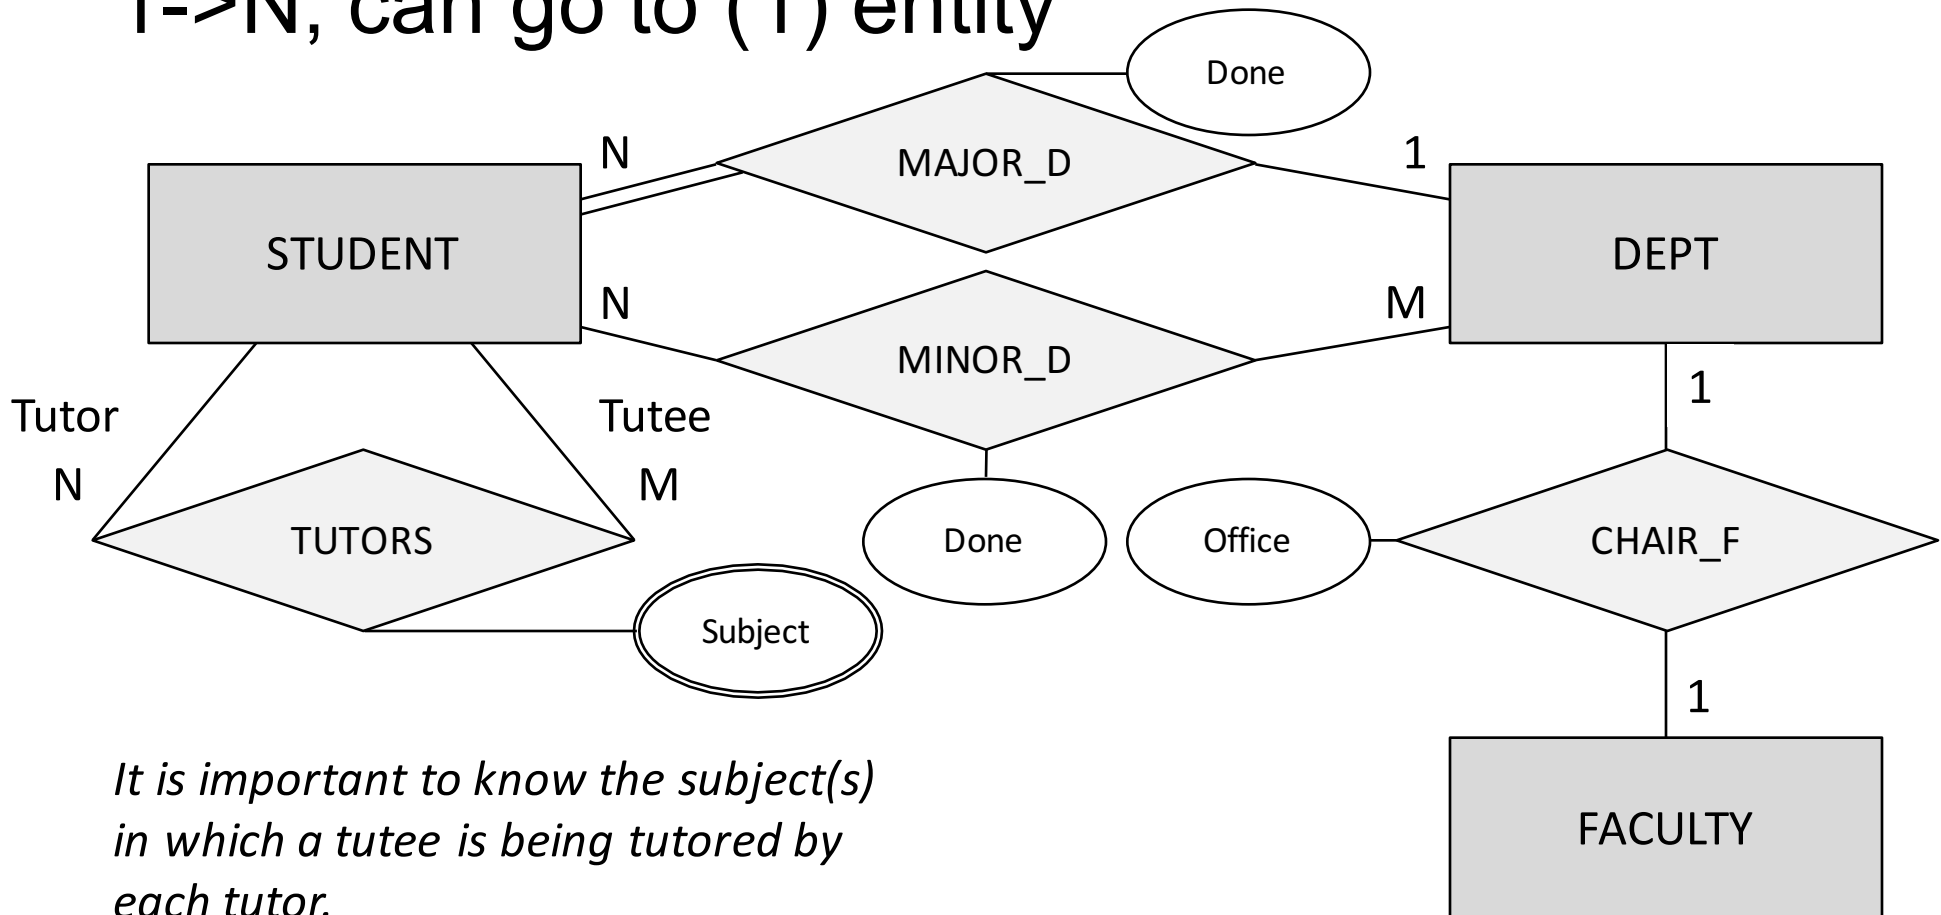 1->N, can go to (1) entity
Done
N
MAJOR_D
1
STUDENT
DEPT
N
MINOR_D
M
1
Tutor
Tutee
N
M
TUTORS
Done
Office
CHAIR_F
Subject
1
It is important to know the subject(s)
in which a tutee is being tutored by
each tutor.
FACULTY